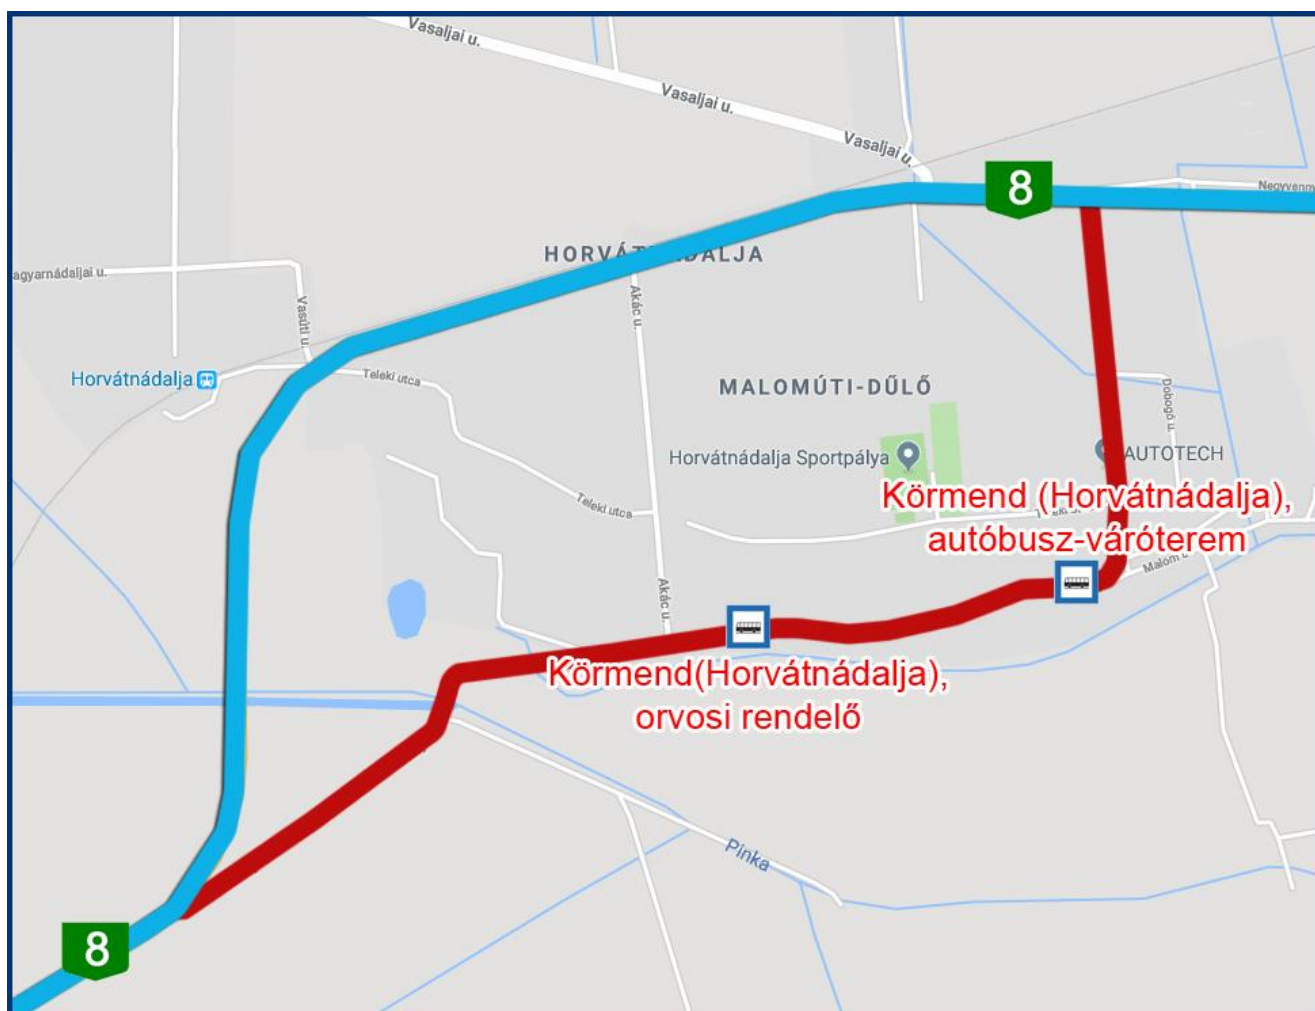 Vasaljai u.
Vasaljai u.
Vasaljai u.
8
Negyvenny
HORVÁTNÁDALJA
agyarnádaljai u.
Vasúti u.
Akác u.
Horvátnádalja
Teleki utca
MALOMÚTI-DŰLŐ
Dobogó u.
Horvátnádalja Sportpálya
AUTOTECH
Teleki utca
Körmend (Horvátnádalja),
autóbusz-váróterem
Malom u
Akác u.
Körmend(Horvátnádalja),
orvosi rendelő
Pinka
8